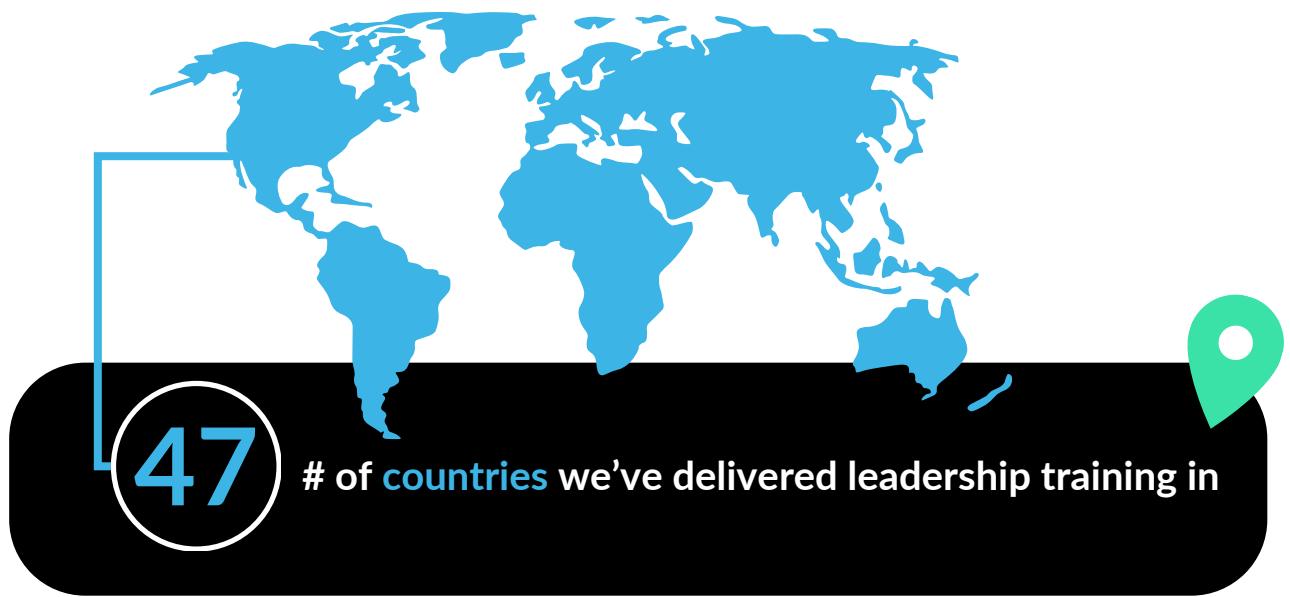 47
# of countries we’ve delivered leadership training in